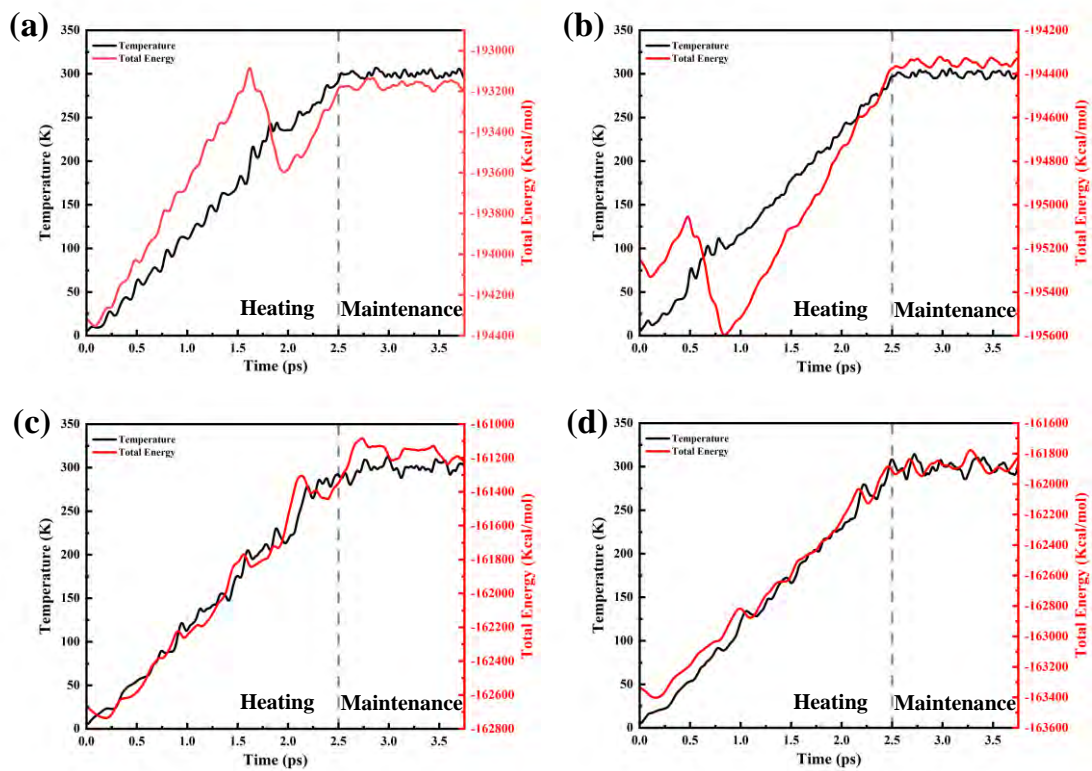 (a)
Temperature
Total Energy
350
300
250
200
150
100
50
0
Temperature (K)
-193000
-193200
-193400
-193600
-193800
-194000
-194200
-194400
Total Energy (Kcal/mol)
Heating
Maintenance
0.0 0.5 1.0 1.5 2.0 2.5 3.0 3.5
Time (ps)
(b)
Temperature
Total Energy
350
300
250
200
150
100
50
0
Temperature (K)
-194200
-194400
-194600
-194800
-195000
-195200
-195400
-195600
Total Energy (Kcal/mol)
Heating
Maintenance
0.0 0.5 1.0 1.5 2.0 2.5 3.0 3.5
Time (ps)
(c)
Temperature
Total Energy
350
300
250
200
150
100
50
0
Temperature (K)
-161000
-161200
-161400
-161600
-161800
-162000
-162200
-162400
-162600
-162800
Total Energy (Kcal/mol)
Heating
Maintenance
0.0 0.5 1.0 1.5 2.0 2.5 3.0 3.5
Time (ps)
(d)
Temperature
Total Energy
350
300
250
200
150
100
50
0
Temperature (K)
-161600
-161800
-162000
-162200
-162400
-162600
-162800
-163000
-163200
-163400
-163600
Total Energy (Kcal/mol)
Heating
Maintenance
0.0 0.5 1.0 1.5 2.0 2.5 3.0 3.5
Time (ps)